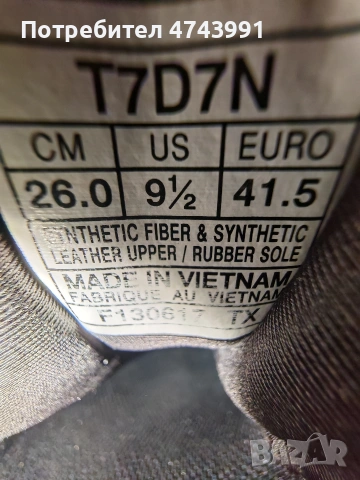 Потребител 4743991
T7D7N
CM US EURO
26.0 9½ 41.5
SYNTHETIC FIBER & SYNTHETIC
LEATHER UPPER / RUBBER SOLE
MADE IN VIETNAM
FABRIQUE AU VIETNAM
F130617 TX
BAZAR